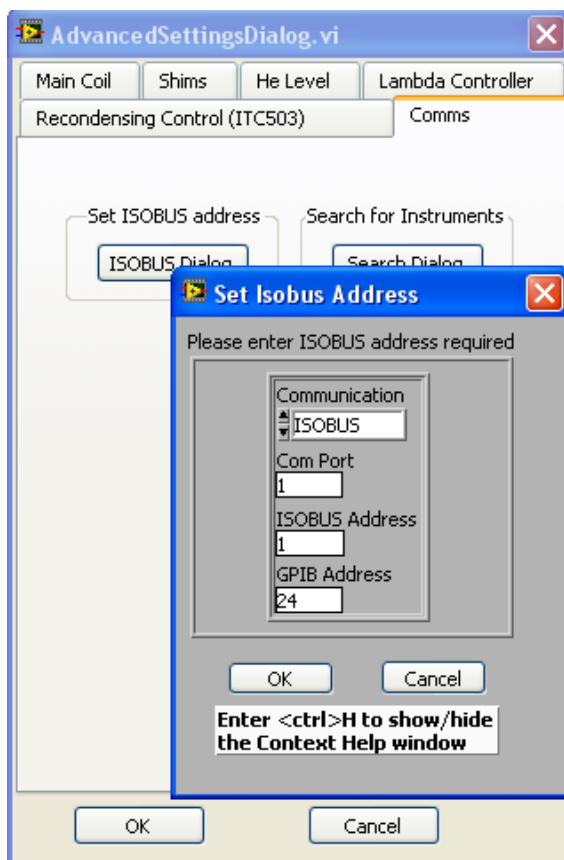 AdvancedSettingsDialog.vi
Main Coil Shims He Level Lambda Controller
Recondensing Control (ITC503) Comms
Set ISOBUS address Search for Instruments
ISOBUS Dialog Search Dialog
Set Isobus Address
Please enter ISOBUS address required
Communication
ISOBUS
Com Port
1
ISOBUS Address
1
GPIB Address
24
OK Cancel
Enter <ctrl>H to show/hide
the Context Help window
OK Cancel